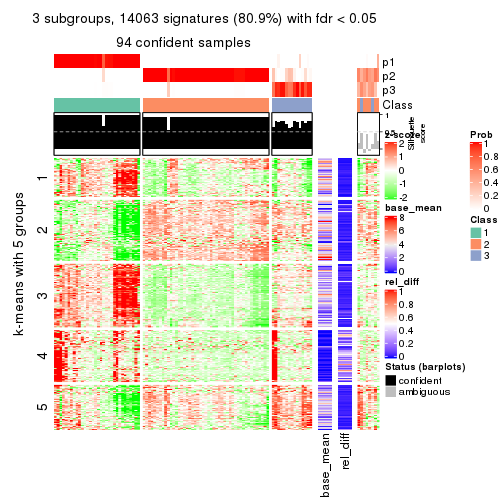 3 subgroups, 14063 signatures (80.9%) with fdr < 0.05
94 confident samples
p1
p2
p3
Class
1
0.5
0
Silhouette
score
k-means with 5 groups
1
2
3
4
5
base_mean
rel_diff
z-score
2
1
0
-1
-2
base_mean
8
6
4
2
0
rel_diff
1
0.8
0.6
0.4
0.2
0
Status (barplots)
confident
ambiguous
Prob
1
0.8
0.6
0.4
0.2
0
Class
1
2
3